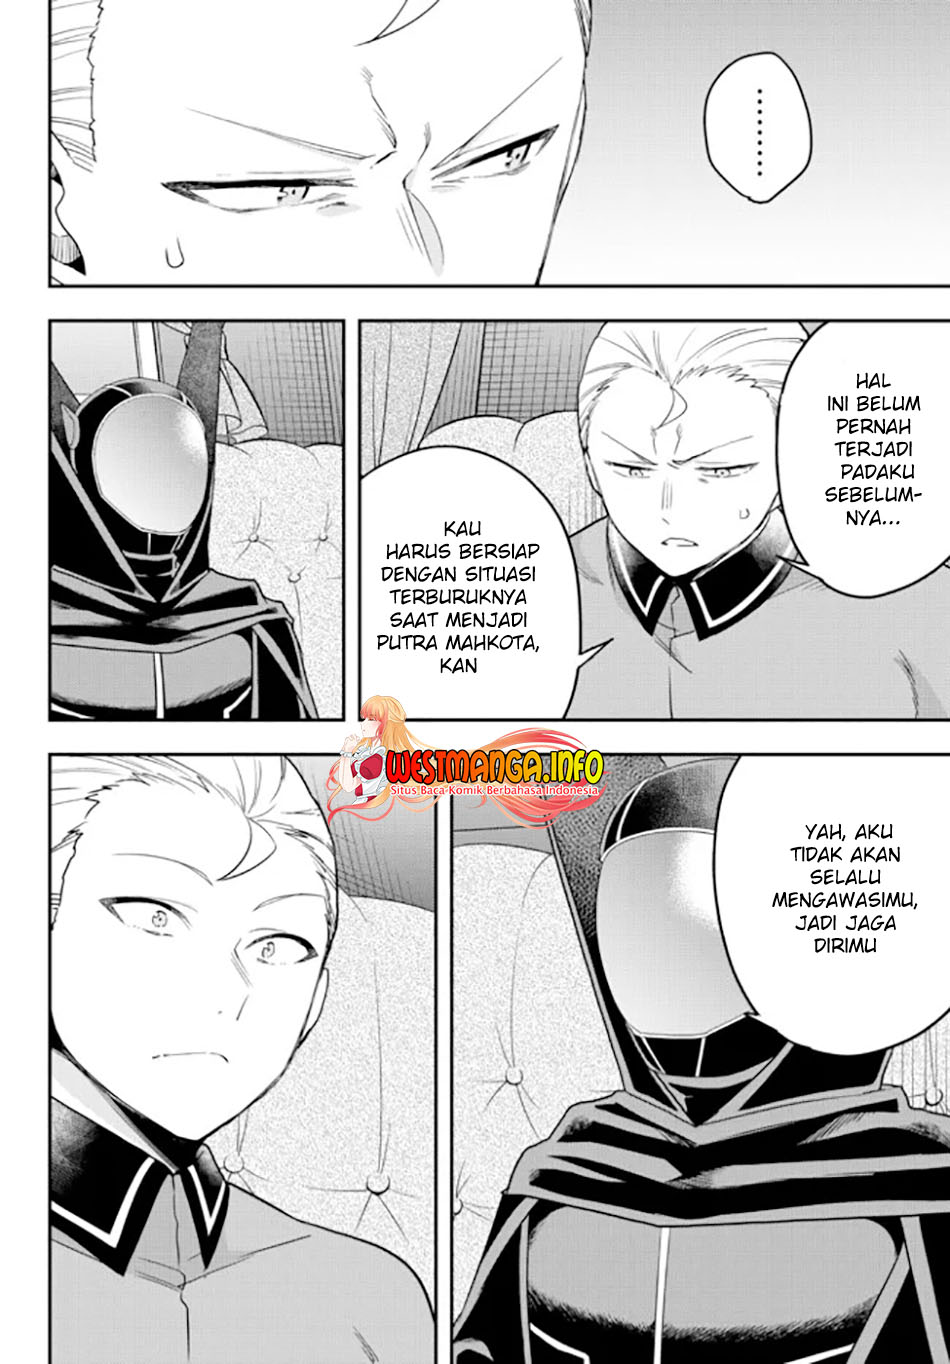 .........
HAL
INI BELUM
PERNAH
TERJADI
PADAKU
SEBELUM-
NYA...
KAU
HARUS BERSIAP
DENGAN SITUASI
TERBURUKNYA
SAAT MENJADI
PUTRA MAHKOTA,
KAN
WESTMANGA.INFO
Situs Baca Komik Berbahasa Indonesia
YAH, AKU
TIDAK AKAN
SELALU
MENGAWASIMU,
JADI JAGA
DIRIMU